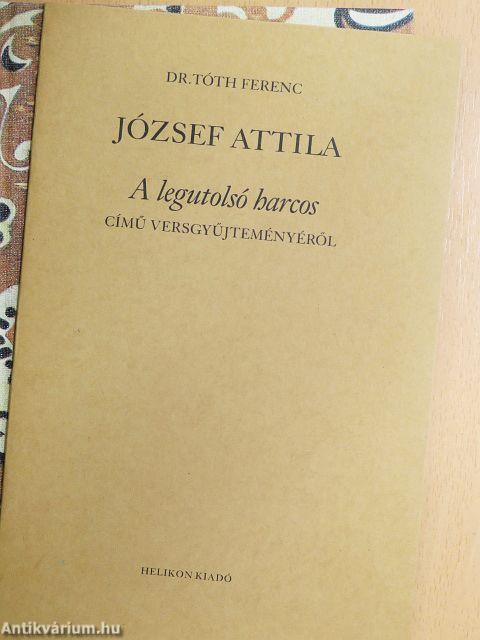 DR. TÓTH FERENC
JÓZSEF ATTILA
A legutolsó harcos
CÍMŰ VERSGYŰJTEMÉNYÉRŐL
HELIKON KIADÓ
Antikvárium.hu